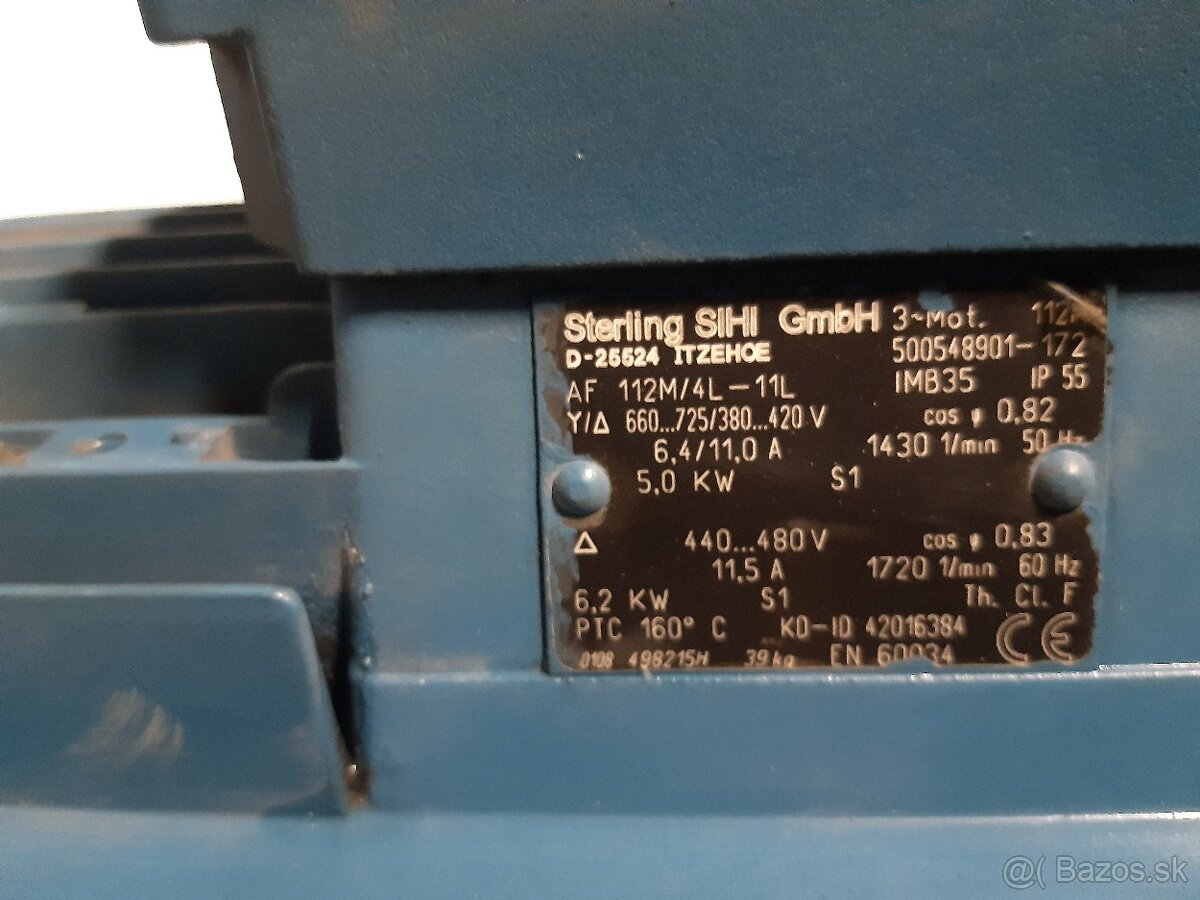 Sterling SIHI GmbH 3~Mot.
D-25524 ITZEHOE 500548901-172
AF 112M/4L-11L IMB35 IP 55
Y/Δ 660...725/380...420 V cos φ 0.82
6,4/11,0 A 1430 1/min 50 Hz
5,0 KW S1
Δ 440...480 V cos φ 0.83
11,5 A 1720 1/min 60 Hz
6,2 KW S1 Th. Cl. F
PTC 160° C KD-ID 42016384 CE
0108 498215H 39 kg EN 60034
@( Bazos.sk